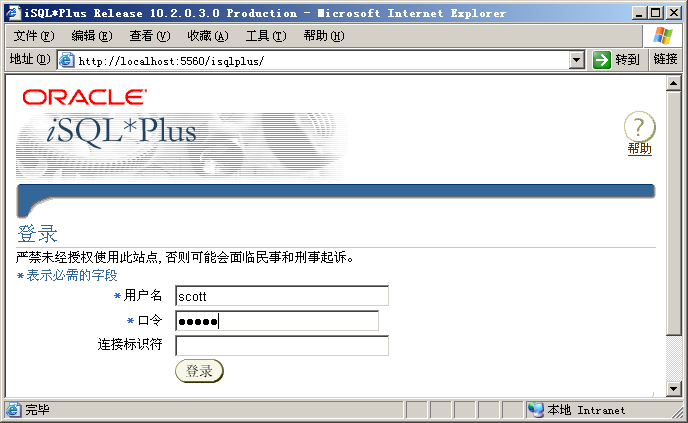 iSQL*Plus Release 10.2.0.3.0 Production - Microsoft Internet Explorer
文件(F) 编辑(E) 查看(V) 收藏(A) 工具(T) 帮助(H)
地址(D) http://localhost:5560/isqlplus/ 转到 链接
ORACLE
iSQL*Plus
?
帮助
登录
严禁未经授权使用此站点,否则可能会面临民事和刑事起诉。
*表示必需的字段
*用户名 scott
*口令 ●●●●●
连接标识符
登录
完毕 本地 Intranet